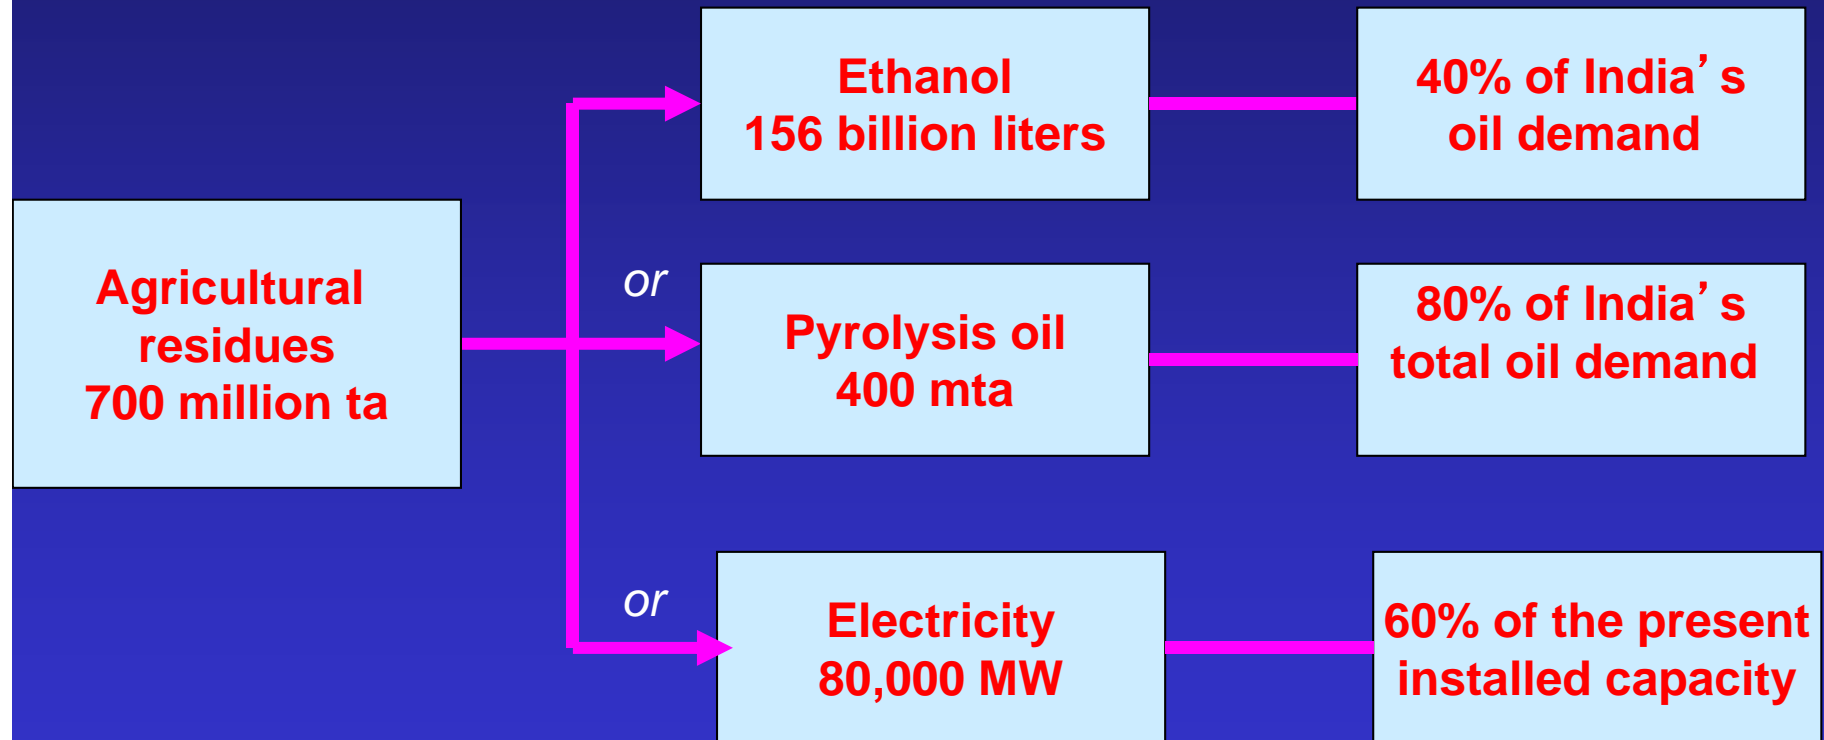 Agricultural
residues
700 million ta
Ethanol
156 billion liters
40% of India’s
oil demand
or
Pyrolysis oil
400 mta
80% of India’s
total oil demand
or
Electricity
80,000 MW
60% of the present
installed capacity